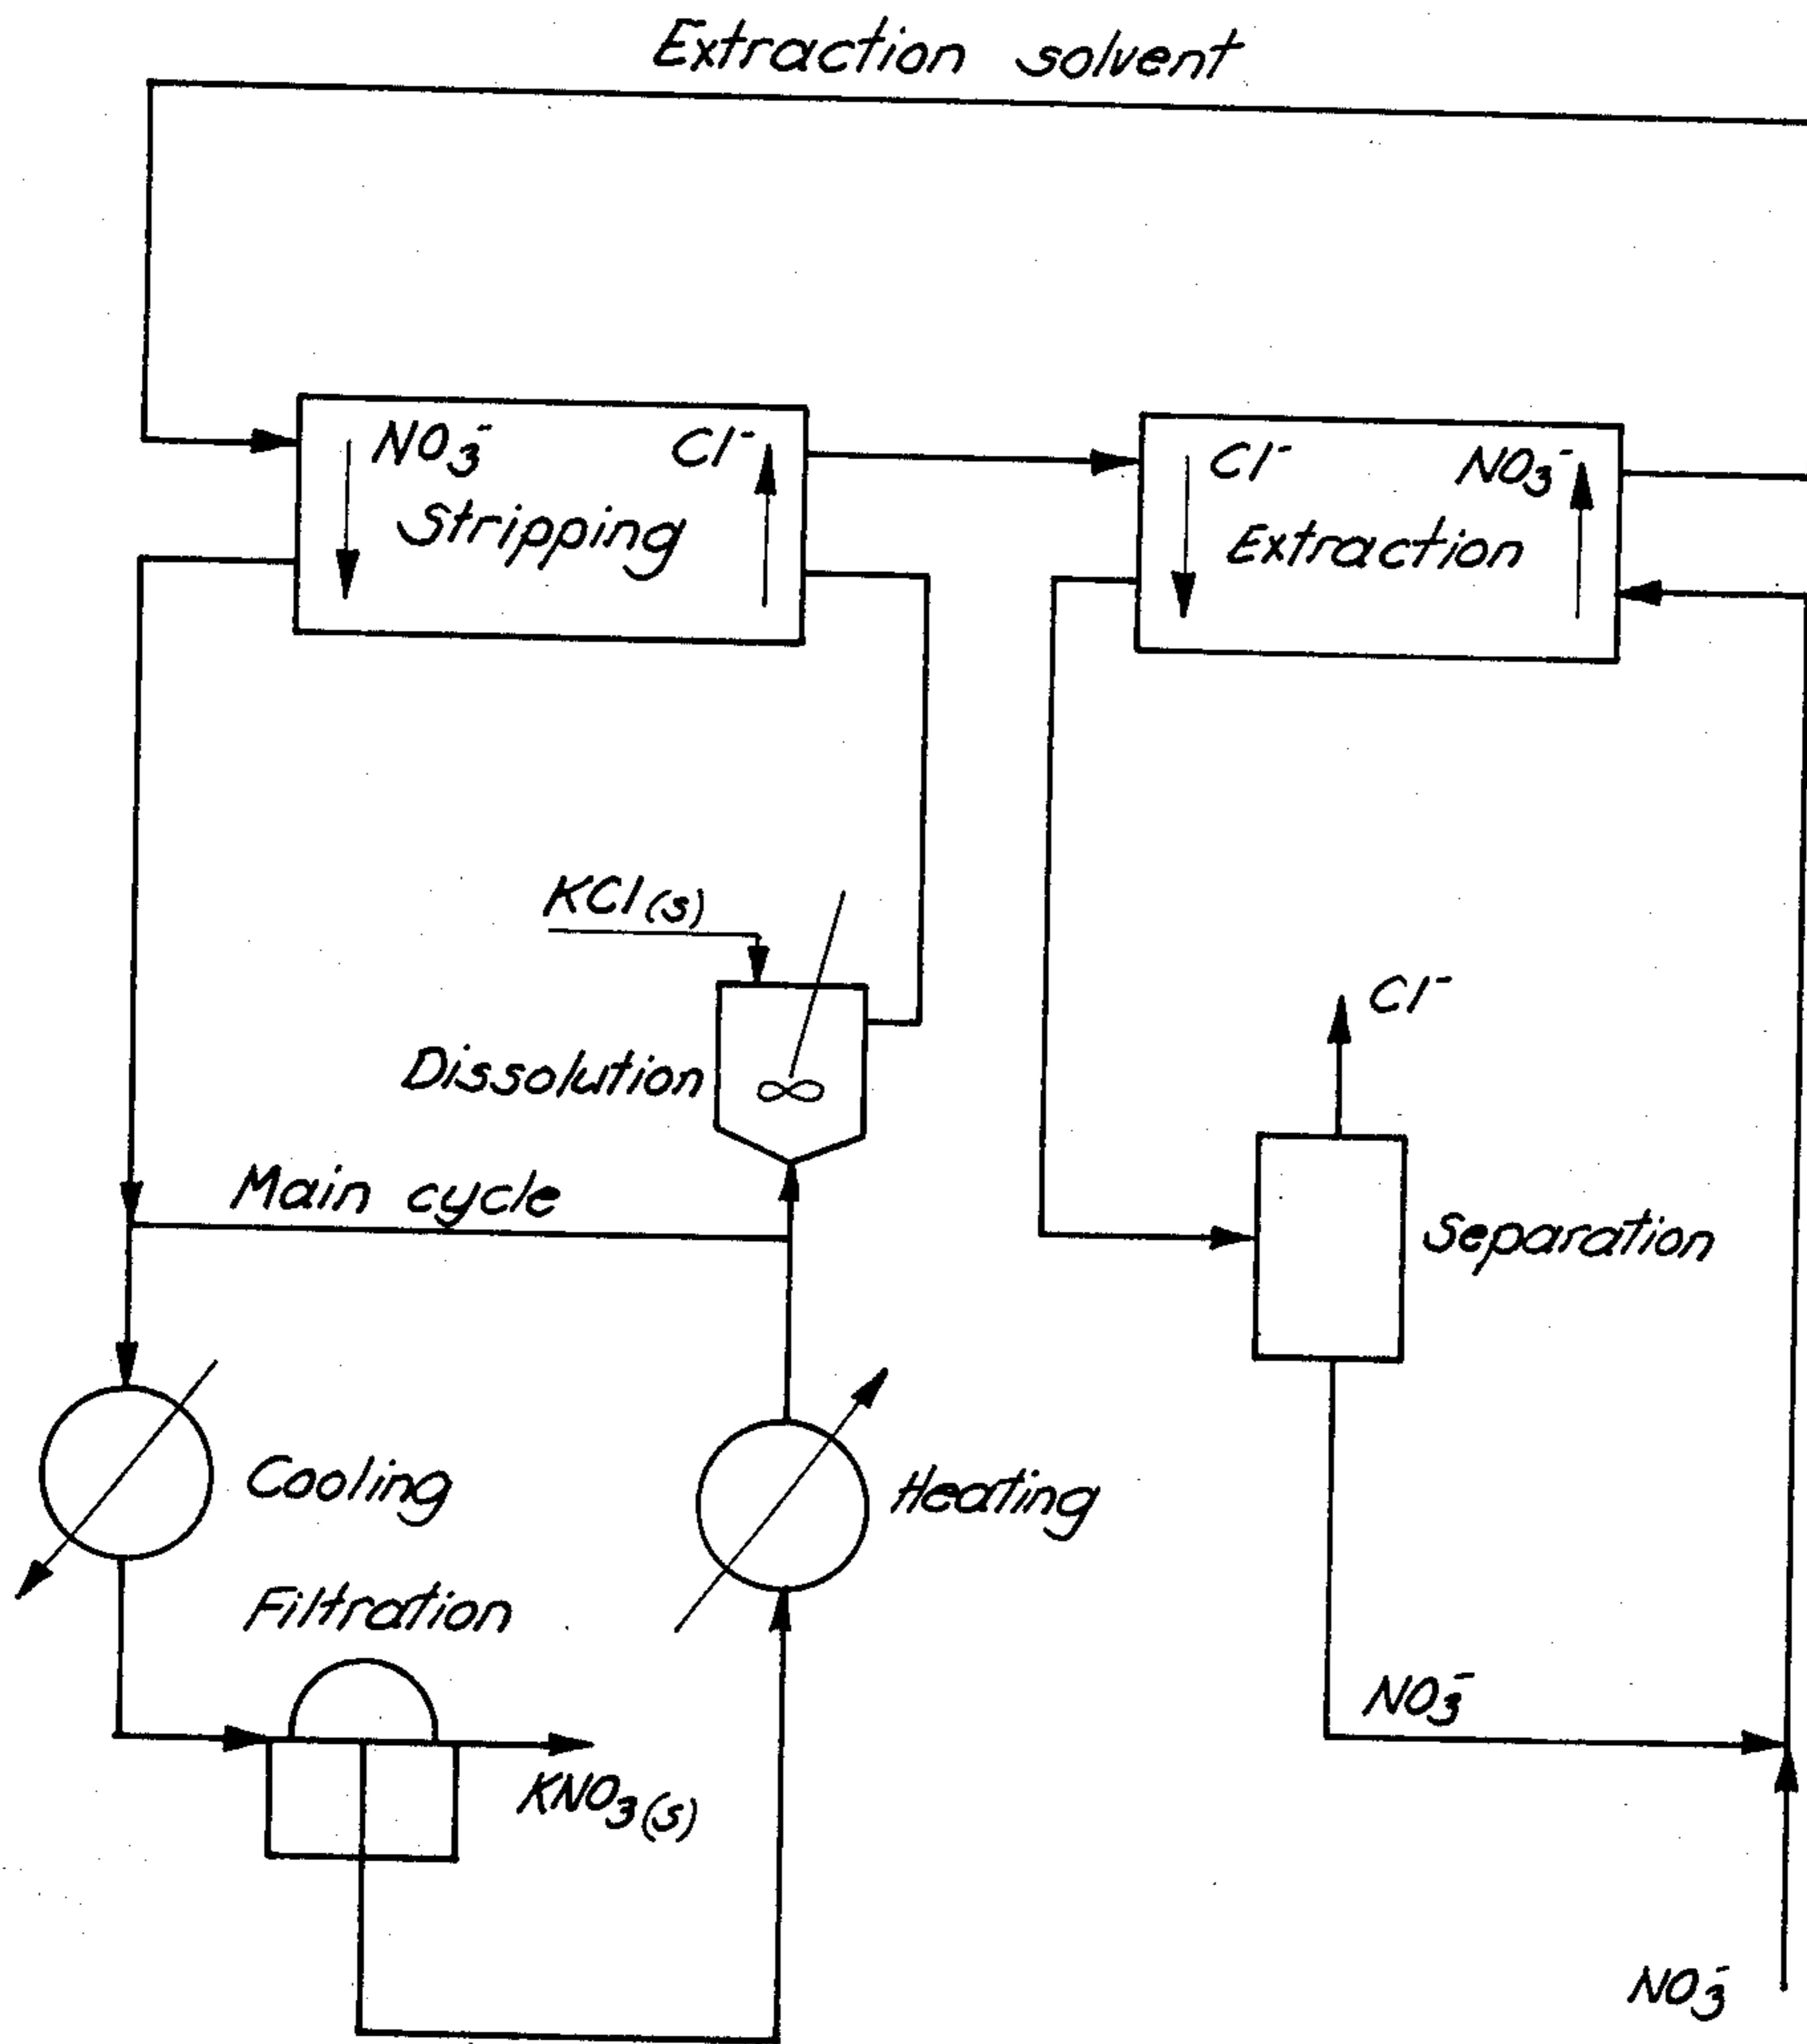 Extraction solvent
NO₃⁻ Cl⁻
Stripping
Cl⁻ NO₃⁻
Extraction
KCl(s)
Dissolution
Cl⁻
Main cycle
Separation
Cooling
Heating
Filtration
NO₃⁻
KNO₃(s)
NO₃⁻